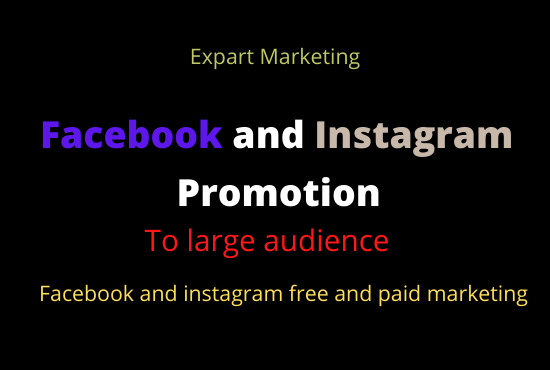 Expart Marketing
Facebook and Instagram
Promotion
To large audience
Facebook and instagram free and paid marketing